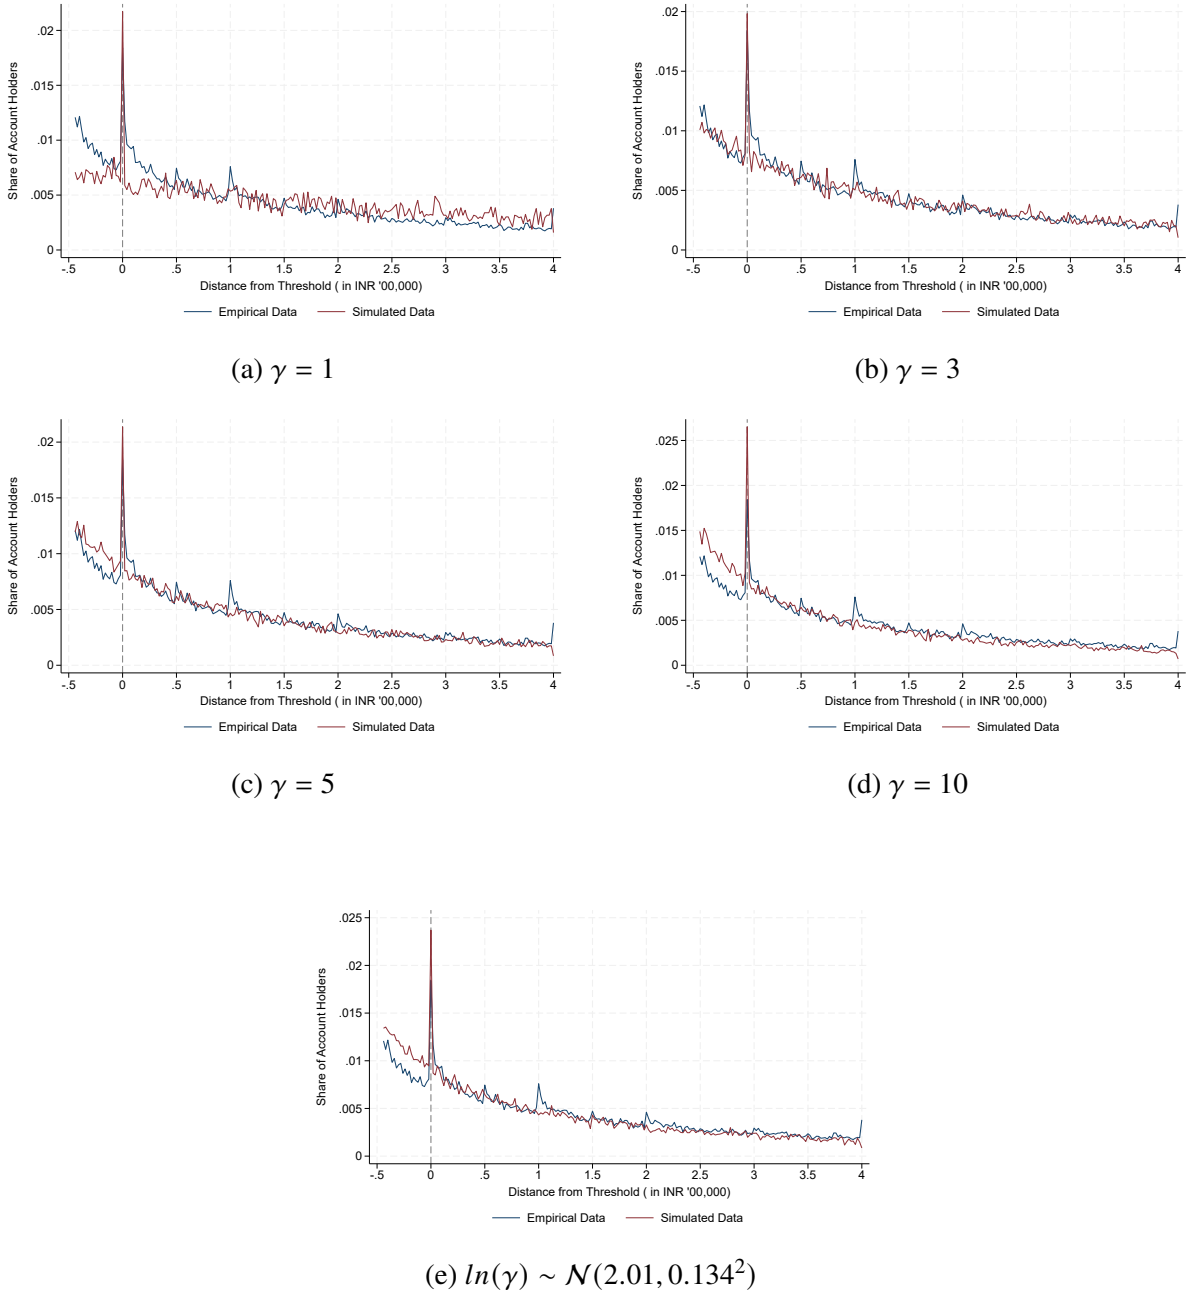 .02
.015
.01
.005
0
Share of Account Holders
-.5 0 .5 1 1.5 2 2.5 3 3.5 4
Distance from Threshold ( in INR '00,000)
Empirical Data Simulated Data
(a) γ = 1
.02
.015
.01
.005
0
Share of Account Holders
-.5 0 .5 1 1.5 2 2.5 3 3.5 4
Distance from Threshold ( in INR '00,000)
Empirical Data Simulated Data
(b) γ = 3
.02
.015
.01
.005
0
Share of Account Holders
-.5 0 .5 1 1.5 2 2.5 3 3.5 4
Distance from Threshold ( in INR '00,000)
Empirical Data Simulated Data
(c) γ = 5
.025
.02
.015
.01
.005
0
Share of Account Holders
-.5 0 .5 1 1.5 2 2.5 3 3.5 4
Distance from Threshold ( in INR '00,000)
Empirical Data Simulated Data
(d) γ = 10
.025
.02
.015
.01
.005
0
Share of Account Holders
-.5 0 .5 1 1.5 2 2.5 3 3.5 4
Distance from Threshold ( in INR '00,000)
Empirical Data Simulated Data
(e) ln(γ) ∼ N(2.01, 0.134²)